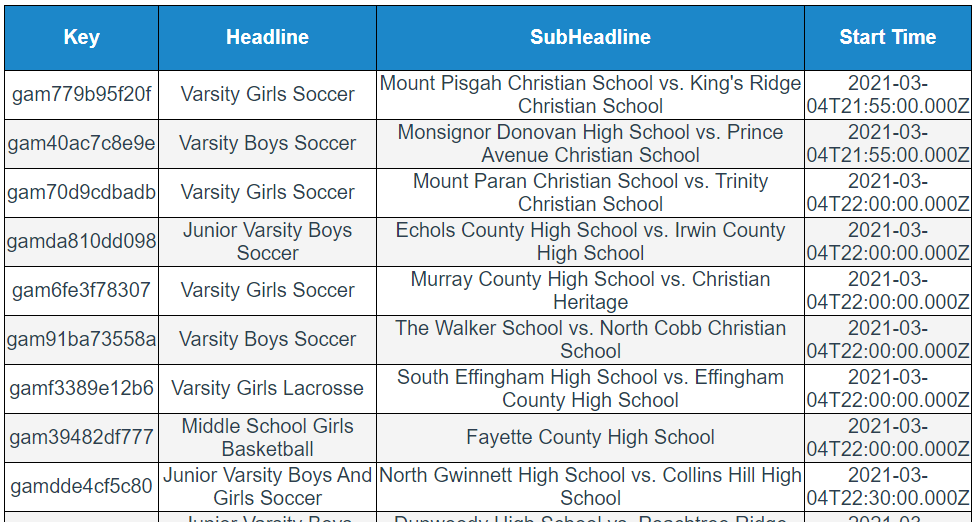 Key Headline SubHeadline Start Time
gam779b95f20f Varsity Girls Soccer Mount Pisgah Christian School vs. King's Ridge Christian School 2021-03-04T21:55:00.000Z
gam40ac7c8e9e Varsity Boys Soccer Monsignor Donovan High School vs. Prince Avenue Christian School 2021-03-04T21:55:00.000Z
gam70d9cdbadb Varsity Girls Soccer Mount Paran Christian School vs. Trinity Christian School 2021-03-04T22:00:00.000Z
gamda810dd098 Junior Varsity Boys Soccer Echols County High School vs. Irwin County High School 2021-03-04T22:00:00.000Z
gam6fe3f78307 Varsity Girls Soccer Murray County High School vs. Christian Heritage 2021-03-04T22:00:00.000Z
gam91ba73558a Varsity Boys Soccer The Walker School vs. North Cobb Christian School 2021-03-04T22:00:00.000Z
gamf3389e12b6 Varsity Girls Lacrosse South Effingham High School vs. Effingham County High School 2021-03-04T22:00:00.000Z
gam39482df777 Middle School Girls Basketball Fayette County High School 2021-03-04T22:00:00.000Z
gamdde4cf5c80 Junior Varsity Boys And Girls Soccer North Gwinnett High School vs. Collins Hill High School 2021-03-04T22:30:00.000Z
Junior Varsity Boys Dunwoody High School vs. Peachtree Ridge 2021-03-